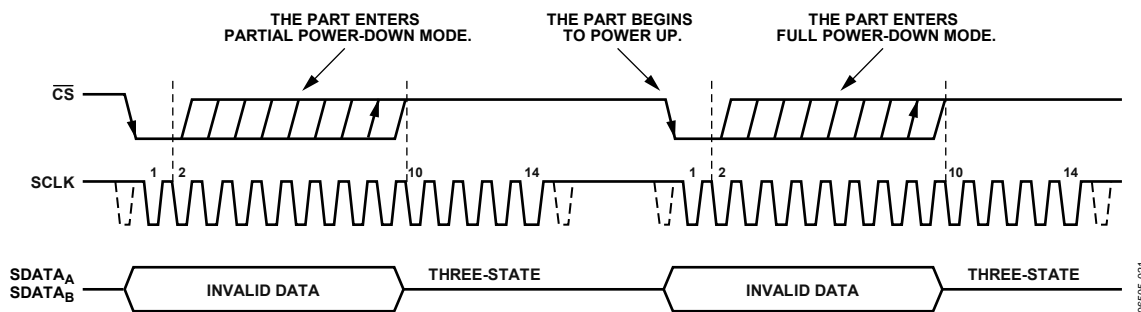 THE PART ENTERS
PARTIAL POWER-DOWN MODE.
THE PART BEGINS
TO POWER UP.
THE PART ENTERS
FULL POWER-DOWN MODE.
CS
SCLK
1 2 10 14 1 2 10 14
SDATAA
SDATAB
INVALID DATA
THREE-STATE
INVALID DATA
THREE-STATE